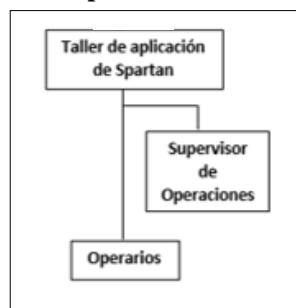 Taller de aplicación
de Spartan
Supervisor
de
Operaciones
Operarios